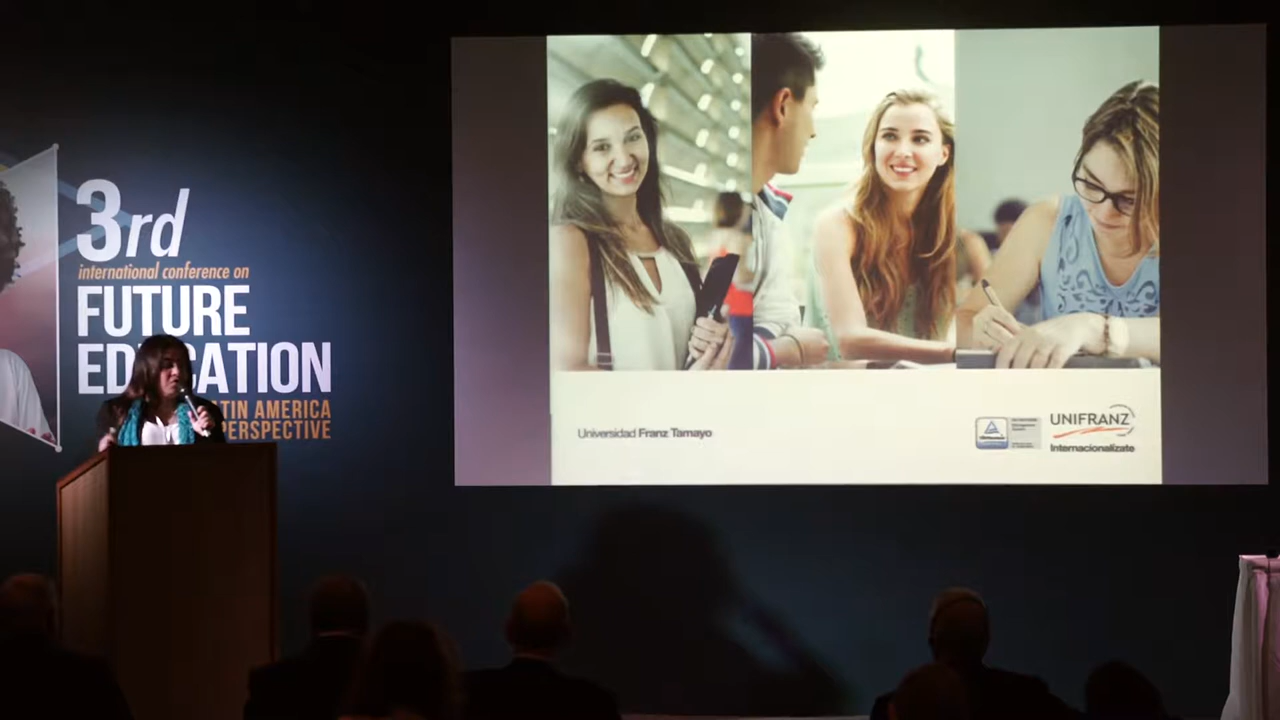 3rd
international conference on
FUTURE
EDUCATION
LATIN AMERICA
PERSPECTIVE
Universidad Franz Tamayo
UNIFRANZ
Internacionalízate